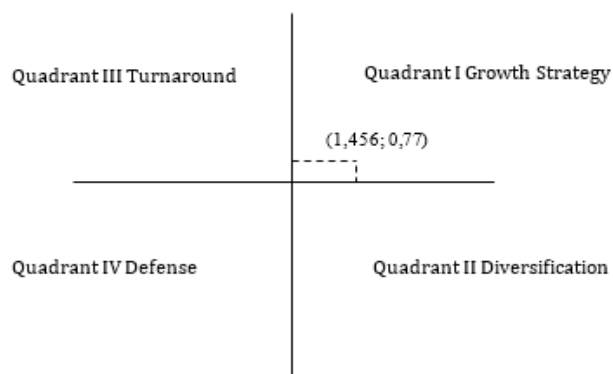 Quadrant III Turnaround
Quadrant I Growth Strategy
(1,456; 0,77)
Quadrant IV Defense
Quadrant II Diversification